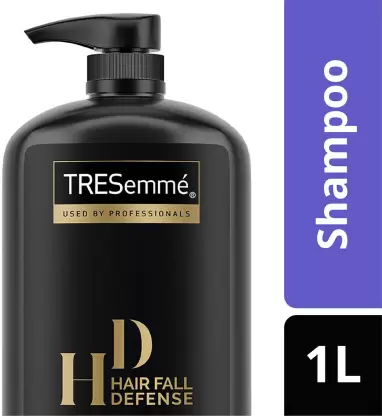 TRESemmé®
USED BY PROFESSIONALS
HD
HAIR FALL
DEFENSE
Shampoo
1L